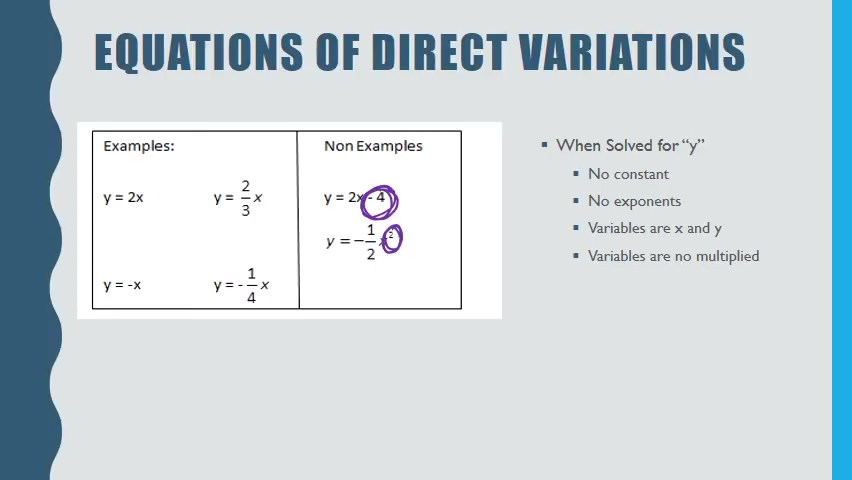 EQUATIONS OF DIRECT VARIATIONS
Examples: Non Examples
y = 2x y = 2/3 x y = 2x - 4
y = -1/2 x²
y = -x y = -1/4 x
▪ When Solved for “y”
▪ No constant
▪ No exponents
▪ Variables are x and y
▪ Variables are no multiplied